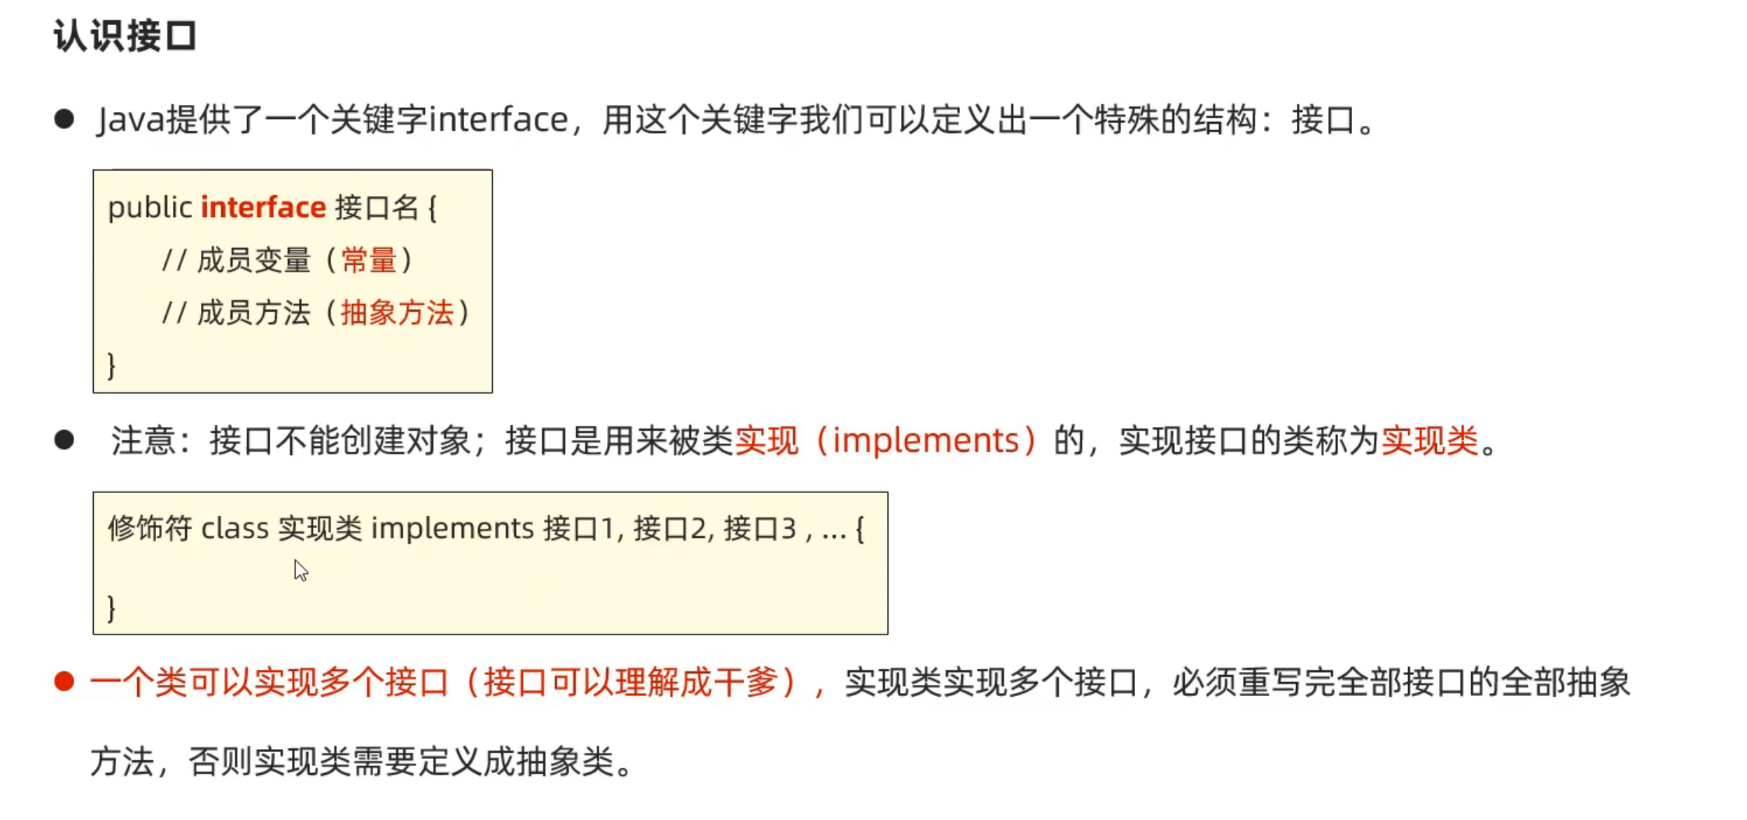 认识接口
● Java提供了一个关键字interface，用这个关键字我们可以定义出一个特殊的结构：接口。
public interface 接口名 {
// 成员变量（常量）
// 成员方法（抽象方法）
}
● 注意：接口不能创建对象；接口是用来被类实现（implements）的，实现接口的类称为实现类。
修饰符 class 实现类 implements 接口1, 接口2, 接口3 , ... {
}
● 一个类可以实现多个接口（接口可以理解成干爹），实现类实现多个接口，必须重写完全部接口的全部抽象
方法，否则实现类需要定义成抽象类。